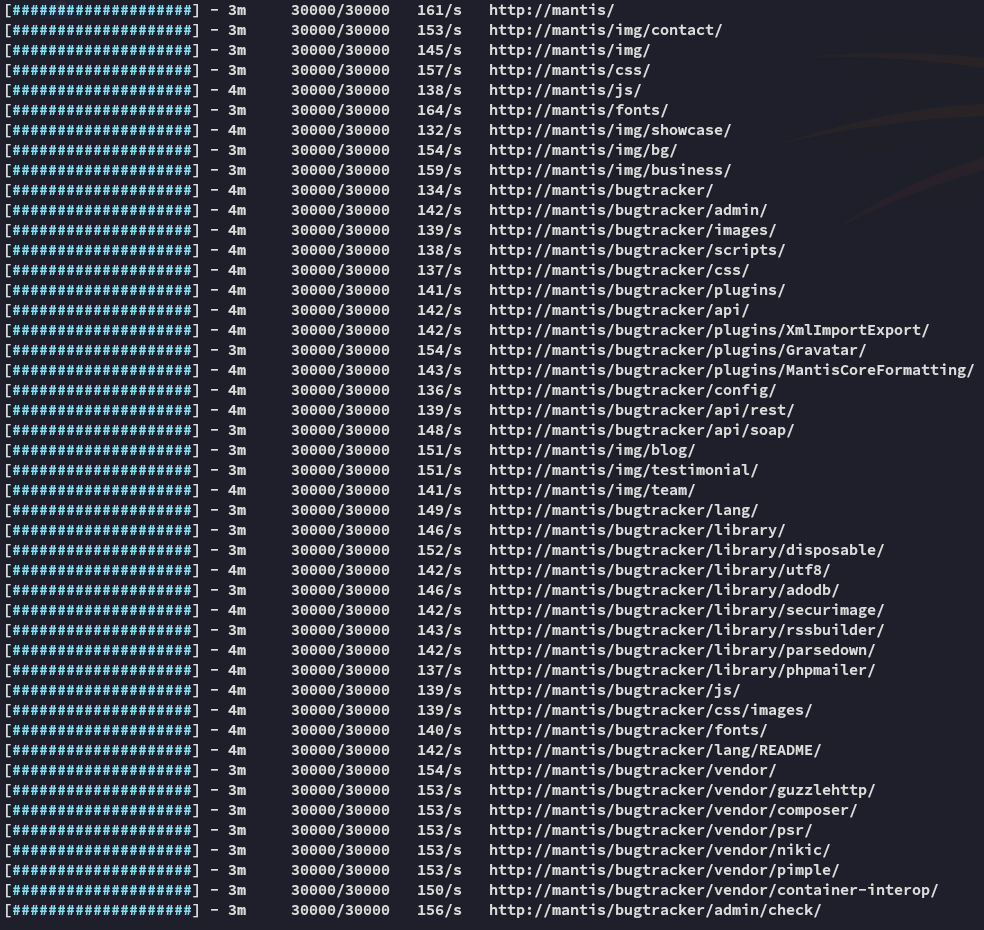 [####################] - 3m     30000/30000   161/s   http://mantis/
[####################] - 3m     30000/30000   153/s   http://mantis/img/contact/
[####################] - 3m     30000/30000   145/s   http://mantis/img/
[####################] - 3m     30000/30000   157/s   http://mantis/css/
[####################] - 4m     30000/30000   138/s   http://mantis/js/
[####################] - 3m     30000/30000   164/s   http://mantis/fonts/
[####################] - 4m     30000/30000   132/s   http://mantis/img/showcase/
[####################] - 3m     30000/30000   154/s   http://mantis/img/bg/
[####################] - 3m     30000/30000   159/s   http://mantis/img/business/
[####################] - 4m     30000/30000   134/s   http://mantis/bugtracker/
[####################] - 4m     30000/30000   142/s   http://mantis/bugtracker/admin/
[####################] - 4m     30000/30000   139/s   http://mantis/bugtracker/images/
[####################] - 4m     30000/30000   138/s   http://mantis/bugtracker/scripts/
[####################] - 4m     30000/30000   137/s   http://mantis/bugtracker/css/
[####################] - 4m     30000/30000   141/s   http://mantis/bugtracker/plugins/
[####################] - 4m     30000/30000   142/s   http://mantis/bugtracker/api/
[####################] - 4m     30000/30000   142/s   http://mantis/bugtracker/plugins/XmlImportExport/
[####################] - 3m     30000/30000   154/s   http://mantis/bugtracker/plugins/Gravatar/
[####################] - 4m     30000/30000   143/s   http://mantis/bugtracker/plugins/MantisCoreFormatting/
[####################] - 4m     30000/30000   136/s   http://mantis/bugtracker/config/
[####################] - 4m     30000/30000   139/s   http://mantis/bugtracker/api/rest/
[####################] - 3m     30000/30000   148/s   http://mantis/bugtracker/api/soap/
[####################] - 3m     30000/30000   151/s   http://mantis/img/blog/
[####################] - 3m     30000/30000   151/s   http://mantis/img/testimonial/
[####################] - 4m     30000/30000   141/s   http://mantis/img/team/
[####################] - 3m     30000/30000   149/s   http://mantis/bugtracker/lang/
[####################] - 3m     30000/30000   146/s   http://mantis/bugtracker/library/
[####################] - 3m     30000/30000   152/s   http://mantis/bugtracker/library/disposable/
[####################] - 4m     30000/30000   142/s   http://mantis/bugtracker/library/utf8/
[####################] - 3m     30000/30000   146/s   http://mantis/bugtracker/library/adodb/
[####################] - 4m     30000/30000   142/s   http://mantis/bugtracker/library/securimage/
[####################] - 3m     30000/30000   143/s   http://mantis/bugtracker/library/rssbuilder/
[####################] - 4m     30000/30000   142/s   http://mantis/bugtracker/library/parsedown/
[####################] - 4m     30000/30000   137/s   http://mantis/bugtracker/library/phpmailer/
[####################] - 4m     30000/30000   139/s   http://mantis/bugtracker/js/
[####################] - 4m     30000/30000   139/s   http://mantis/bugtracker/css/images/
[####################] - 4m     30000/30000   140/s   http://mantis/bugtracker/fonts/
[####################] - 4m     30000/30000   142/s   http://mantis/bugtracker/lang/README/
[####################] - 3m     30000/30000   154/s   http://mantis/bugtracker/vendor/
[####################] - 3m     30000/30000   153/s   http://mantis/bugtracker/vendor/guzzlehttp/
[####################] - 3m     30000/30000   153/s   http://mantis/bugtracker/vendor/composer/
[####################] - 3m     30000/30000   153/s   http://mantis/bugtracker/vendor/psr/
[####################] - 3m     30000/30000   153/s   http://mantis/bugtracker/vendor/nikic/
[####################] - 3m     30000/30000   153/s   http://mantis/bugtracker/vendor/pimple/
[####################] - 3m     30000/30000   150/s   http://mantis/bugtracker/vendor/container-interop/
[####################] - 3m     30000/30000   156/s   http://mantis/bugtracker/admin/check/